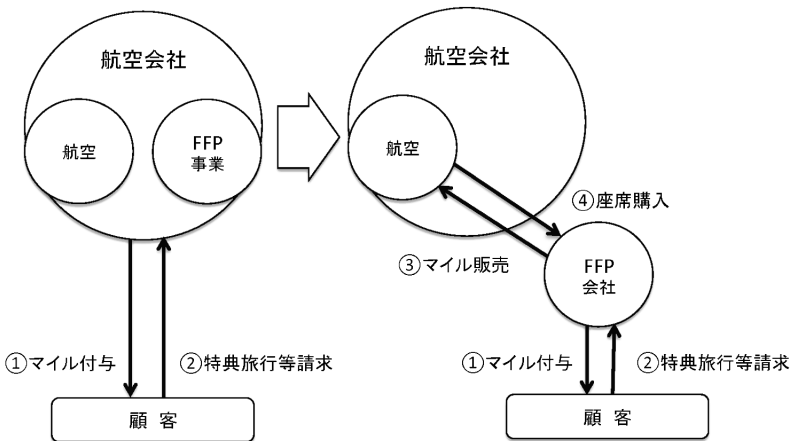 航空会社
航空
FFP
事業
①マイル付与
②特典旅行等請求
顧 客
航空会社
航空
④座席購入
③マイル販売
FFP
会社
①マイル付与
②特典旅行等請求
顧 客